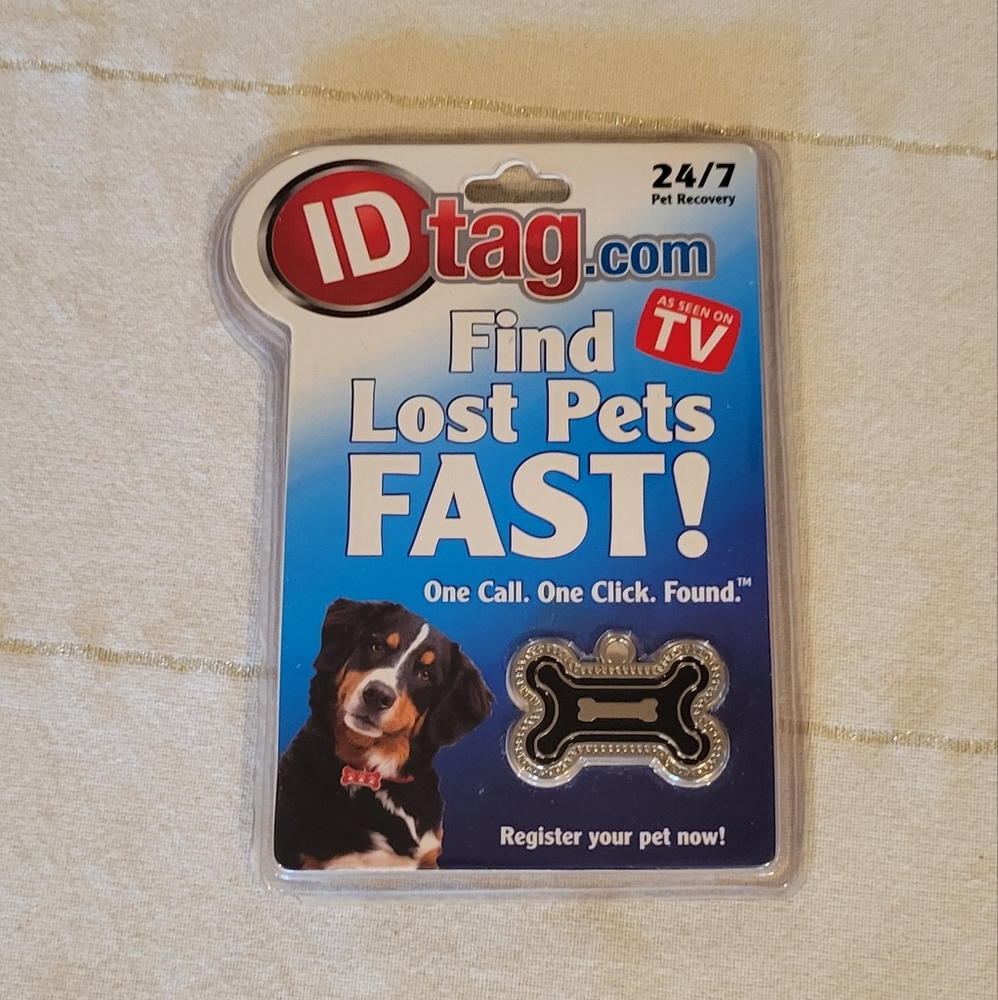 24/7
Pet Recovery
IDtag.com
AS SEEN ON
TV
Find
Lost Pets
FAST!
One Call. One Click. Found.™
Register your pet now!